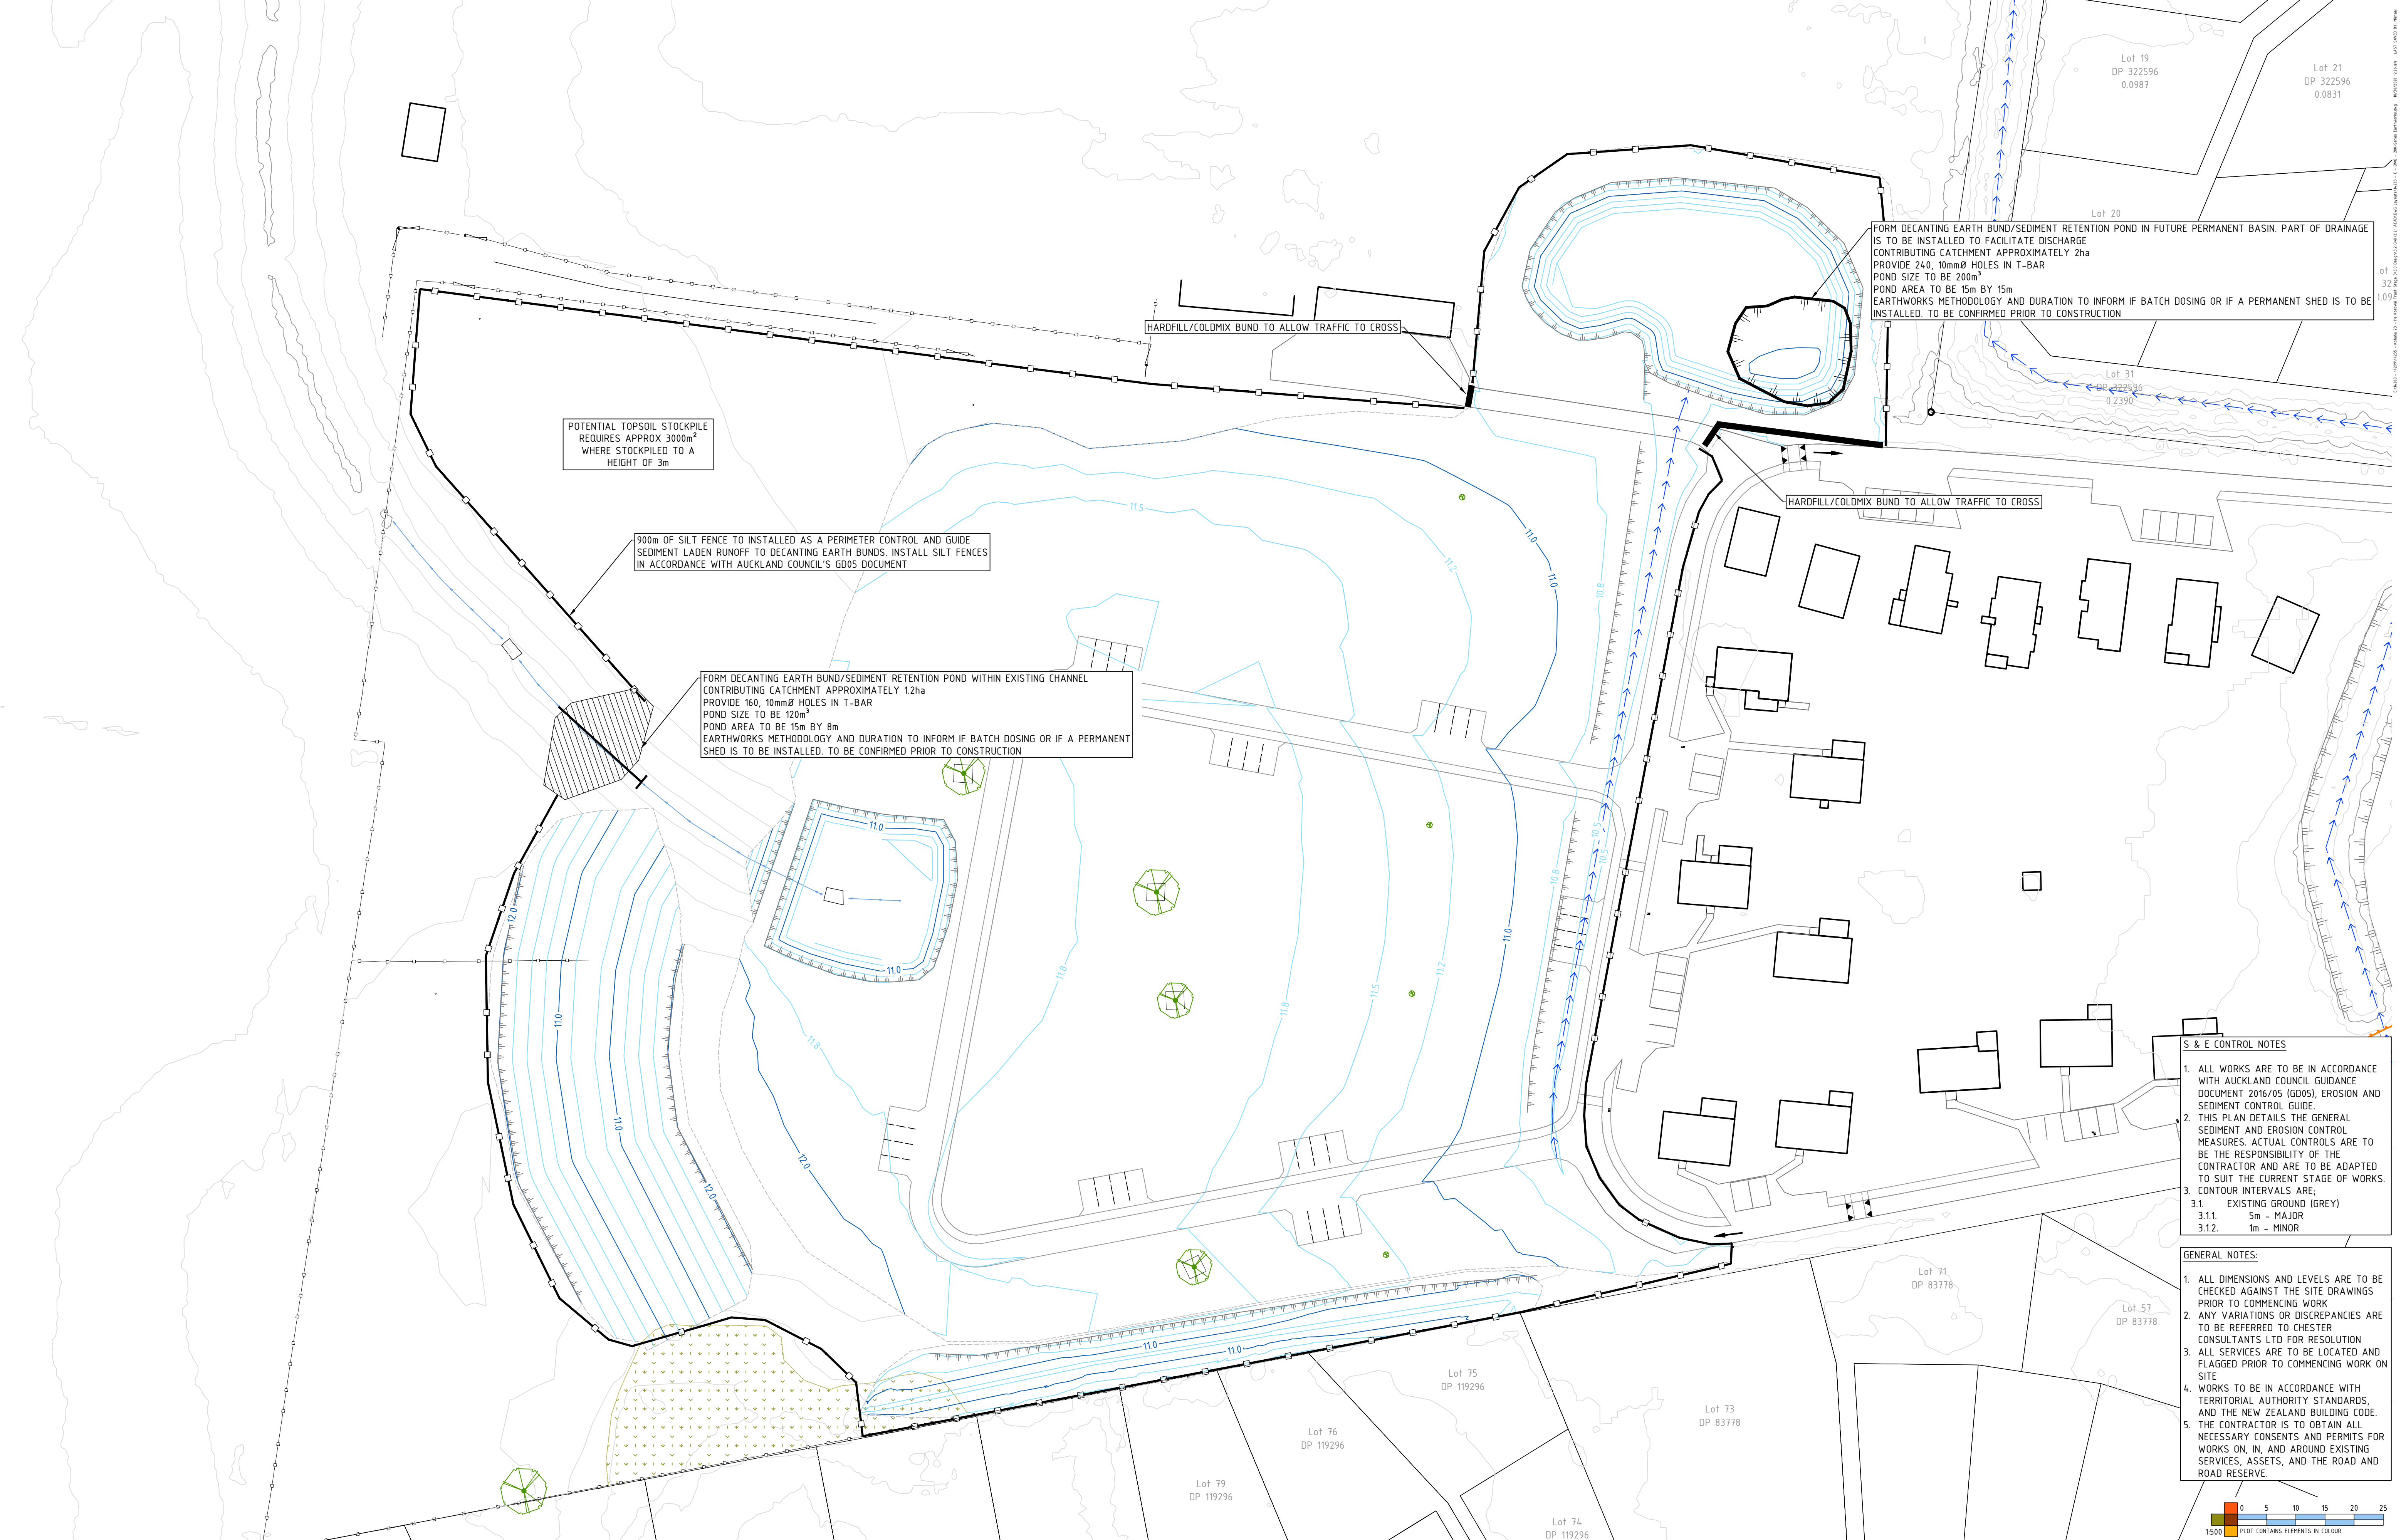 Lot 19
DP 322596
0.0987
Lot 21
DP 322596
0.0831
Lot 20
FORM DECANTING EARTH BUND/SEDIMENT RETENTION POND IN FUTURE PERMANENT BASIN. PART OF DRAINAGE
IS TO BE INSTALLED TO FACILITATE DISCHARGE
CONTRIBUTING CATCHMENT APPROXIMATELY 2ha
PROVIDE 240, 10mmØ HOLES IN T-BAR
POND SIZE TO BE 200m³
POND AREA TO BE 15m BY 15m
EARTHWORKS METHODOLOGY AND DURATION TO INFORM IF BATCH DOSING OR IF A PERMANENT SHED IS TO BE
INSTALLED. TO BE CONFIRMED PRIOR TO CONSTRUCTION
HARDFILL/COLDMIX BUND TO ALLOW TRAFFIC TO CROSS
Lot 31
DP 322596
0.2390
POTENTIAL TOPSOIL STOCKPILE
REQUIRES APPROX 3000m²
WHERE STOCKPILED TO A
HEIGHT OF 3m
HARDFILL/COLDMIX BUND TO ALLOW TRAFFIC TO CROSS
11.5
11.0
11.2
11.0
10.8
900m OF SILT FENCE TO INSTALLED AS A PERIMETER CONTROL AND GUIDE
SEDIMENT LADEN RUNOFF TO DECANTING EARTH BUNDS. INSTALL SILT FENCES
IN ACCORDANCE WITH AUCKLAND COUNCIL'S GD05 DOCUMENT
FORM DECANTING EARTH BUND/SEDIMENT RETENTION POND WITHIN EXISTING CHANNEL
CONTRIBUTING CATCHMENT APPROXIMATELY 1.2ha
PROVIDE 160, 10mmØ HOLES IN T-BAR
POND SIZE TO BE 120m³
POND AREA TO BE 15m BY 8m
EARTHWORKS METHODOLOGY AND DURATION TO INFORM IF BATCH DOSING OR IF A PERMANENT
SHED IS TO BE INSTALLED. TO BE CONFIRMED PRIOR TO CONSTRUCTION
11.0
10.5
10.5
10.8
12.0
11.0
11.8
11.8
11.5
11.2
11.0
11.0
11.8
11.0
12.0
12.0
11.0
11.0
S & E CONTROL NOTES
1. ALL WORKS ARE TO BE IN ACCORDANCE
WITH AUCKLAND COUNCIL GUIDANCE
DOCUMENT 2016/05 (GD05), EROSION AND
SEDIMENT CONTROL GUIDE.
2. THIS PLAN DETAILS THE GENERAL
SEDIMENT AND EROSION CONTROL
MEASURES. ACTUAL CONTROLS ARE TO
BE THE RESPONSIBILITY OF THE
CONTRACTOR AND ARE TO BE ADAPTED
TO SUIT THE CURRENT STAGE OF WORKS.
3. CONTOUR INTERVALS ARE;
3.1. EXISTING GROUND (GREY)
3.1.1. 5m - MAJOR
3.1.2. 1m - MINOR
GENERAL NOTES:
1. ALL DIMENSIONS AND LEVELS ARE TO BE
CHECKED AGAINST THE SITE DRAWINGS
PRIOR TO COMMENCING WORK
2. ANY VARIATIONS OR DISCREPANCIES ARE
TO BE REFERRED TO CHESTER
CONSULTANTS LTD FOR RESOLUTION
3. ALL SERVICES ARE TO BE LOCATED AND
FLAGGED PRIOR TO COMMENCING WORK ON
SITE
4. WORKS TO BE IN ACCORDANCE WITH
TERRITORIAL AUTHORITY STANDARDS,
AND THE NEW ZEALAND BUILDING CODE.
5. THE CONTRACTOR IS TO OBTAIN ALL
NECESSARY CONSENTS AND PERMITS FOR
WORKS ON, IN, AND AROUND EXISTING
SERVICES, ASSETS, AND THE ROAD AND
ROAD RESERVE.
Lot 71
DP 83778
Lot 57
DP 83778
Lot 75
DP 119296
Lot 73
DP 83778
Lot 76
DP 119296
Lot 79
DP 119296
Lot 74
DP 119296
0 5 10 15 20 25
1:500 PLOT CONTAINS ELEMENTS IN COLOUR